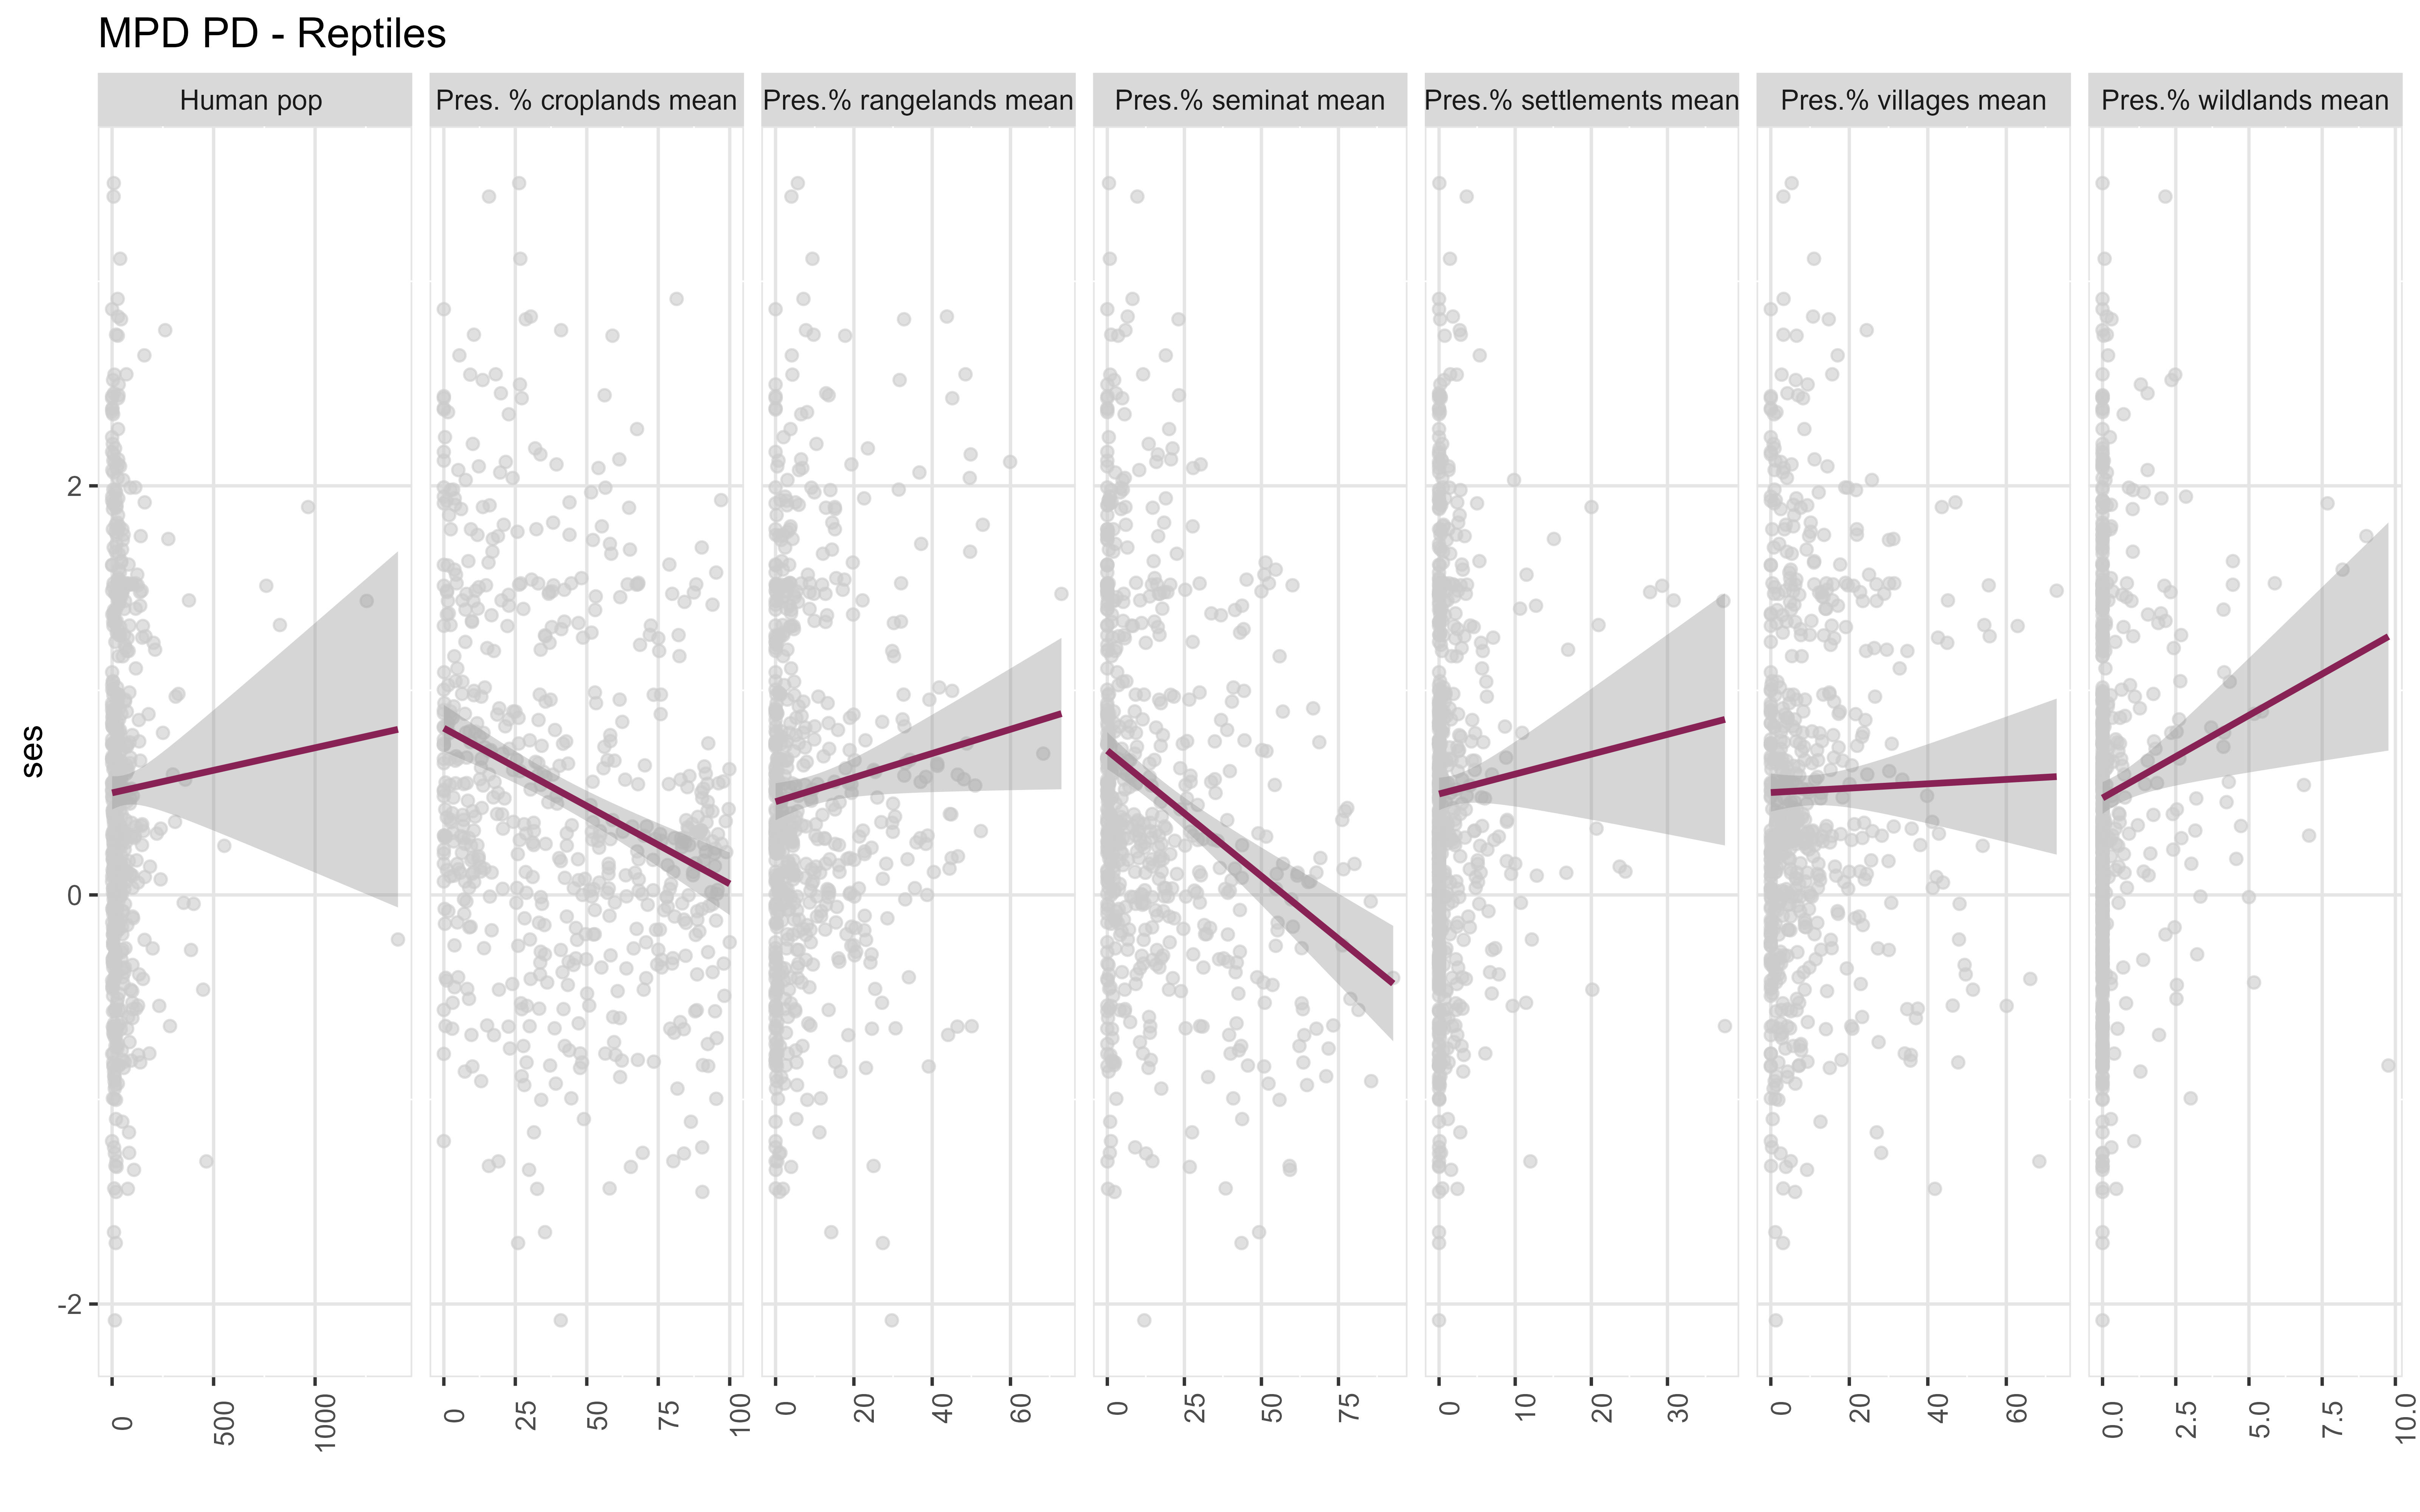 MPD PD - Reptiles
Human pop
Pres. % croplands mean
Pres.% rangelands mean
Pres.% seminat mean
Pres.% settlements mean
Pres.% villages mean
Pres.% wildlands mean
ses
2
0
-2
0 500 1000
0 25 50 75 100
0 20 40 60
0 25 50 75
0 10 20 30
0 20 40 60
0.0 2.5 5.0 7.5 10.0